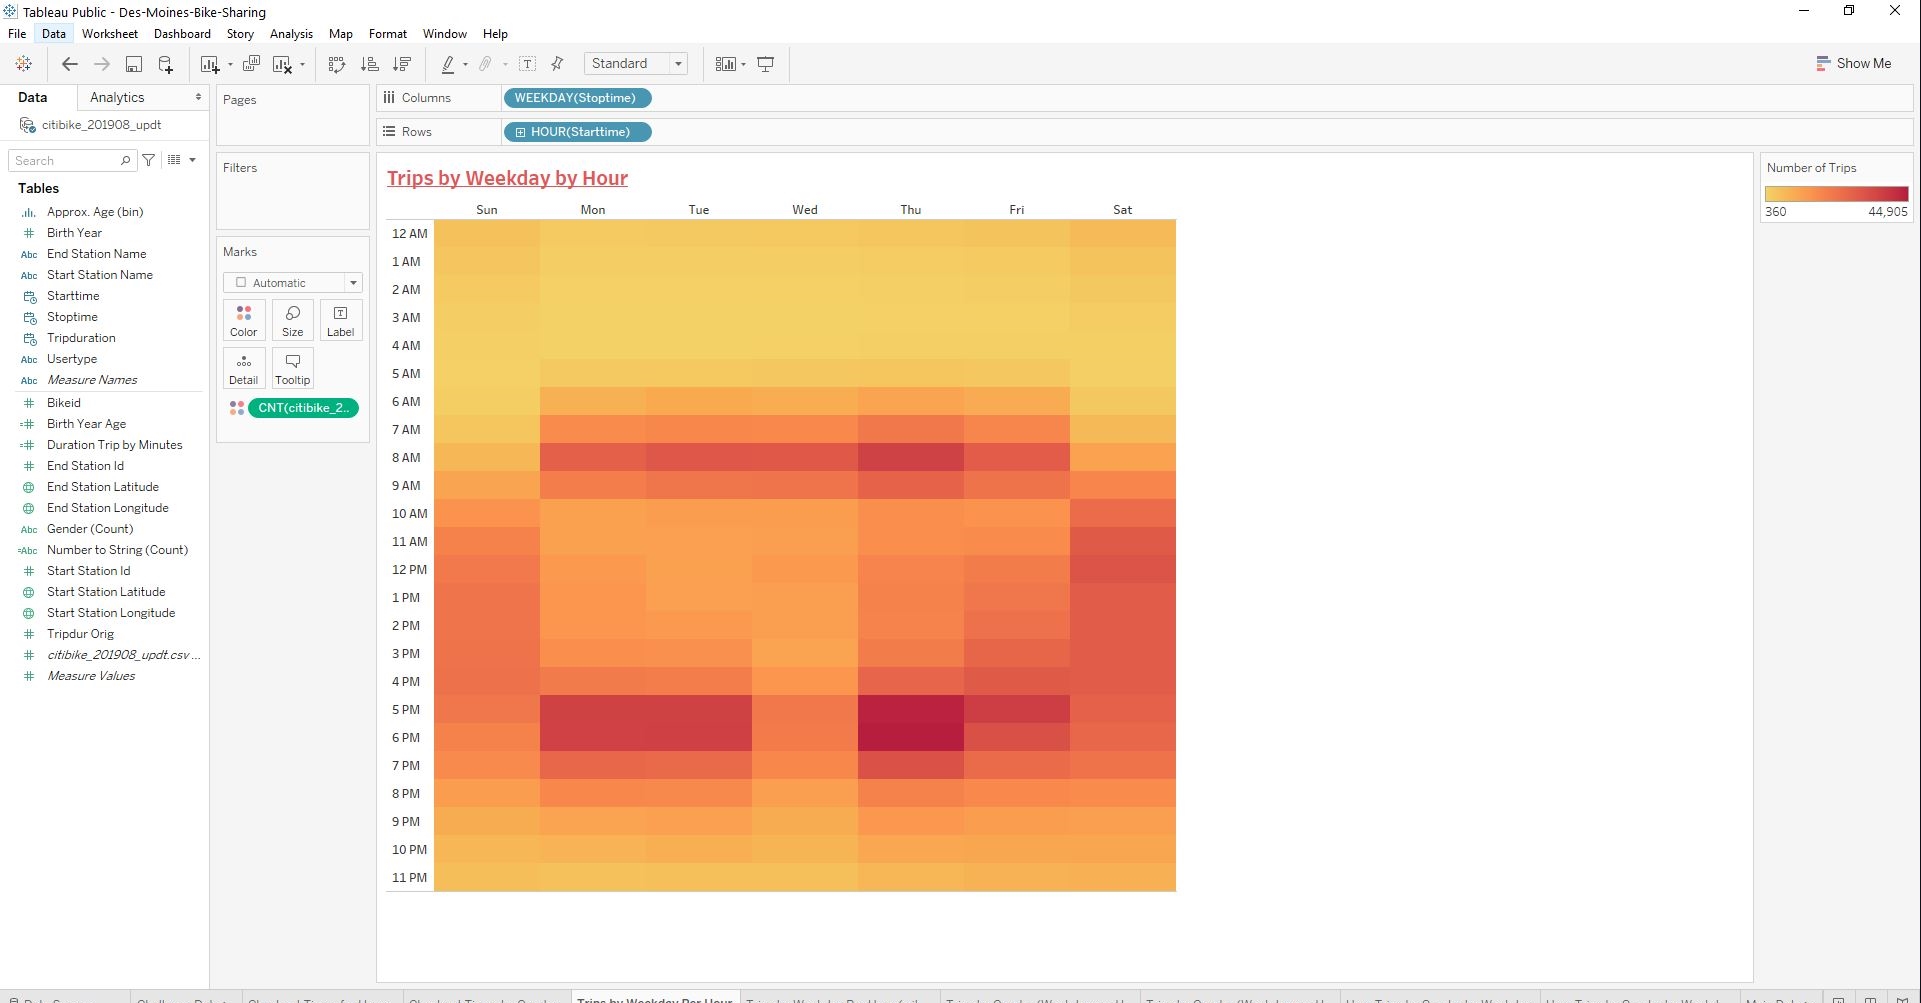 Tableau Public - Des-Moines-Bike-Sharing
File Data Worksheet Dashboard Story Analysis Map Format Window Help
Standard
Show Me
Data Analytics
citibike_201908_updt
Search
Tables
Approx. Age (bin)
Birth Year
Abc End Station Name
Abc Start Station Name
Starttime
Stoptime
Tripduration
Abc Usertype
Abc Measure Names
Bikeid
Birth Year Age
Duration Trip by Minutes
End Station Id
End Station Latitude
End Station Longitude
Abc Gender (Count)
=Abc Number to String (Count)
Start Station Id
Start Station Latitude
Start Station Longitude
Tripdur Orig
citibike_201908_updt.csv ...
Measure Values
Pages
Filters
Marks
Automatic
Color Size Label
Detail Tooltip
CNT(citibike_2..
Columns WEEKDAY(Stoptime)
Rows HOUR(Starttime)
Trips by Weekday by Hour
Sun Mon Tue Wed Thu Fri Sat
12 AM
1 AM
2 AM
3 AM
4 AM
5 AM
6 AM
7 AM
8 AM
9 AM
10 AM
11 AM
12 PM
1 PM
2 PM
3 PM
4 PM
5 PM
6 PM
7 PM
8 PM
9 PM
10 PM
11 PM
Number of Trips
360 44,905
Trips by Weekday Per Hour